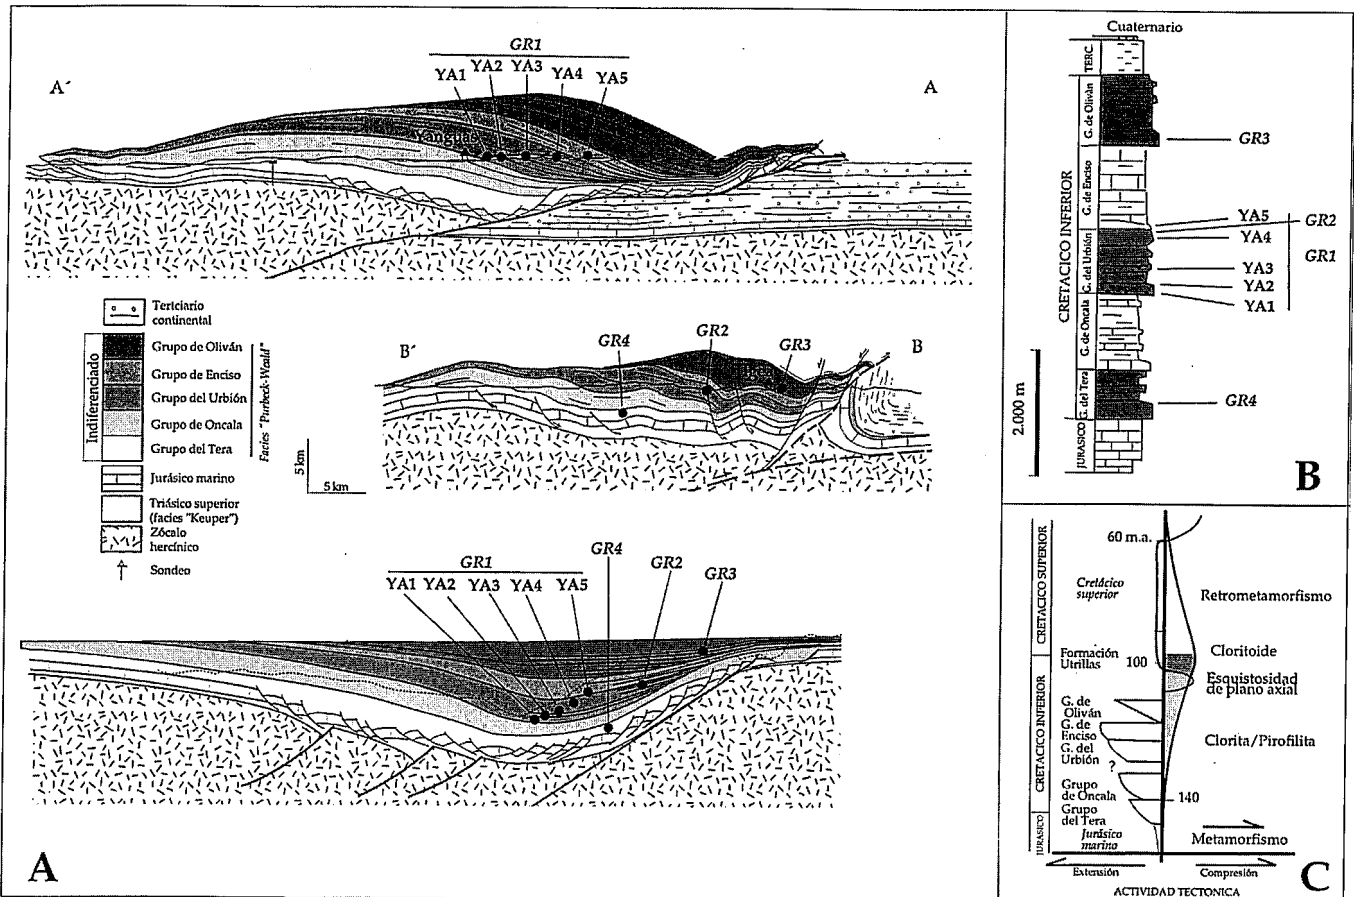 GR1
YA1 YA2 YA3 YA4 YA5
A´ A
GR4 GR2 GR3
B´ B
Tertciario
continental
Indiferenciado
Grupo de Oliván
Grupo de Enciso
Grupo del Urbión
Grupo de Oncala
Grupo del Tera
Facies "Purbeck-Weald"
Jurásico marino
Triásico superior
(facies "Keuper")
Zócalo
hercínico
Sondeo
5 km
5 km
GR1
YA1 YA2 YA3 YA4 YA5
GR4
GR2
GR3
A
Cuaternario
TERC.
CRETACICO INFERIOR
G. de Oliván
G. de Enciso
G. del Urbión
G. de Oncala
G. del Tera
JURASICO
GR3
YA5
GR2
YA4
GR1
YA3
YA2
YA1
GR4
2.000 m
B
60 m.a.
CRETACICO SUPERIOR
Cretácico
superior
Retrometamorfismo
Formación
Utrillas
100
Cloritoide
Esquistosidad
de plano axial
CRETACICO INFERIOR
G. de
Oliván
G. de
Enciso
G. del
Urbión
?
Clorita/Pirofilita
Grupo
de Oncala
140
Grupo
del Tera
JURASICO
Jurásico
marino
Metamorfismo
Extensión
Compresión
ACTIVIDAD TECTONICA
C